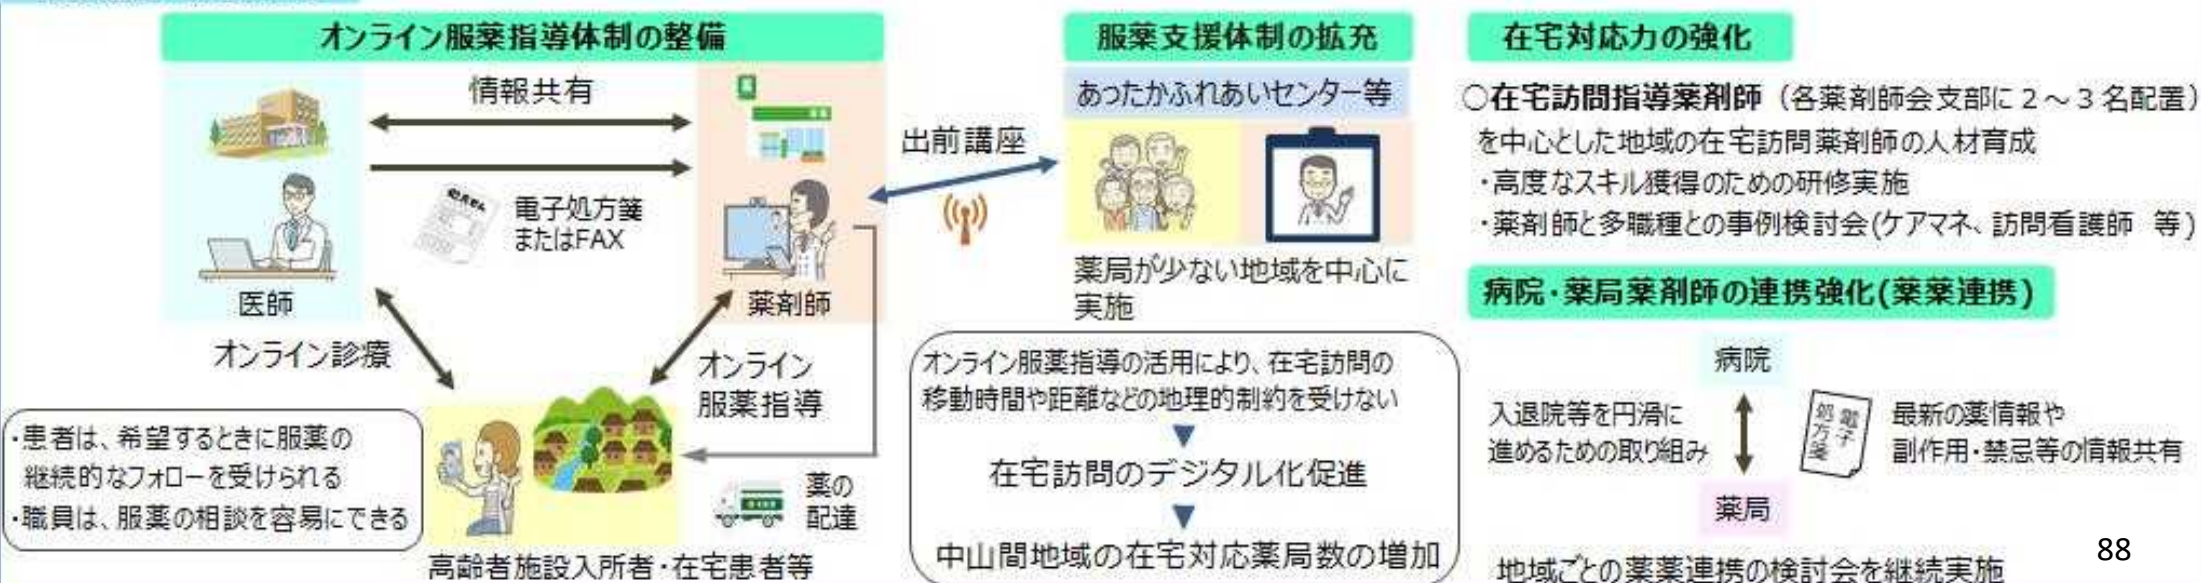 オンライン服薬指導体制の整備
情報共有
電子処方箋
またはFAX
医師
薬剤師
オンライン診療
オンライン
服薬指導
・患者は、希望するときに服薬の
継続的なフォローを受けられる
・職員は、服薬の相談を容易にできる
薬の
配達
高齢者施設入所者・在宅患者等
出前講座
服薬支援体制の拡充
あったかふれあいセンター等
薬局が少ない地域を中心に
実施
オンライン服薬指導の活用により、在宅訪問の
移動時間や距離などの地理的制約を受けない
▼
在宅訪問のデジタル化促進
▼
中山間地域の在宅対応薬局数の増加
在宅対応力の強化
○在宅訪問指導薬剤師（各薬剤師会支部に２～３名配置）
を中心とした地域の在宅訪問薬剤師の人材育成
・高度なスキル獲得のための研修実施
・薬剤師と多職種との事例検討会(ケアマネ、訪問看護師 等)
病院・薬局薬剤師の連携強化(薬薬連携)
病院
入退院等を円滑に
進めるための取り組み
電子
処方箋
最新の薬情報や
副作用・禁忌等の情報共有
薬局
地域ごとの薬薬連携の検討会を継続実施
88